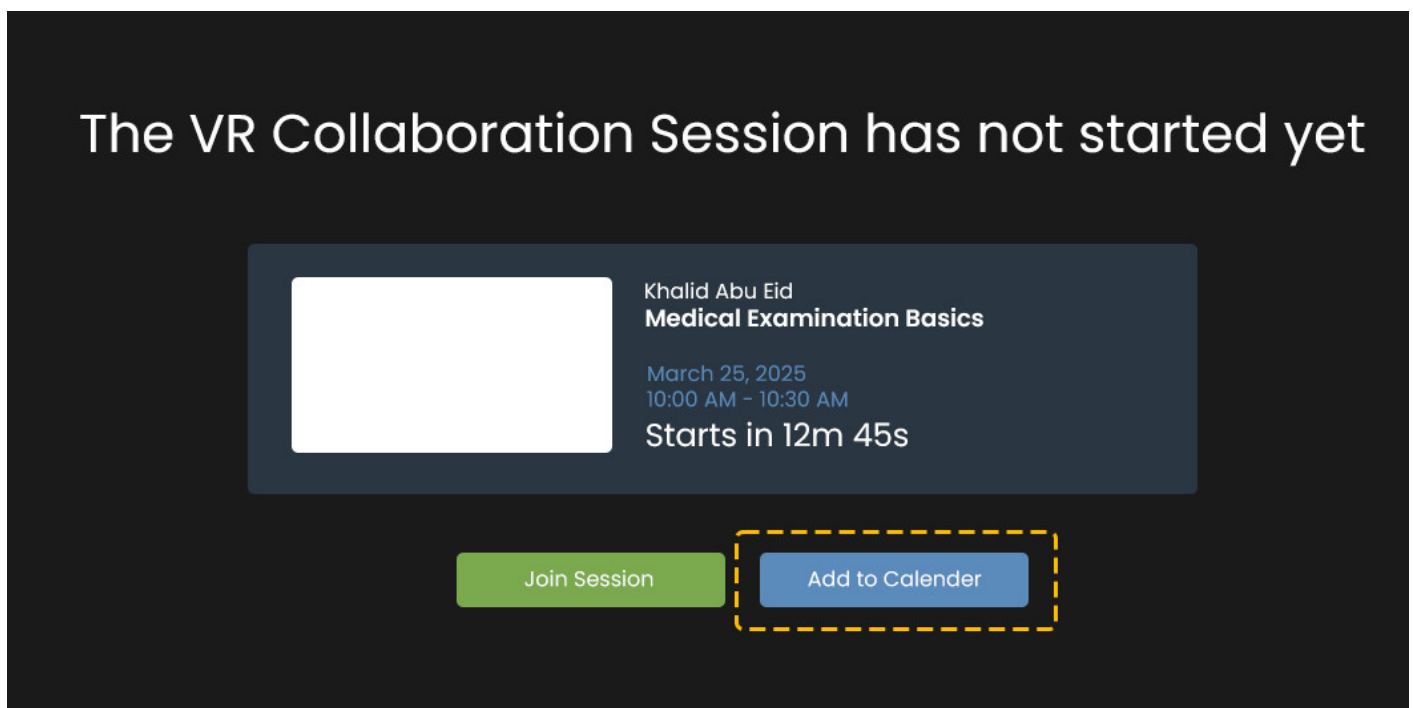 The VR Collaboration Session has not started yet
Khalid Abu Eid
Medical Examination Basics
March 25, 2025
10:00 AM - 10:30 AM
Starts in 12m 45s
Join Session
Add to Calender